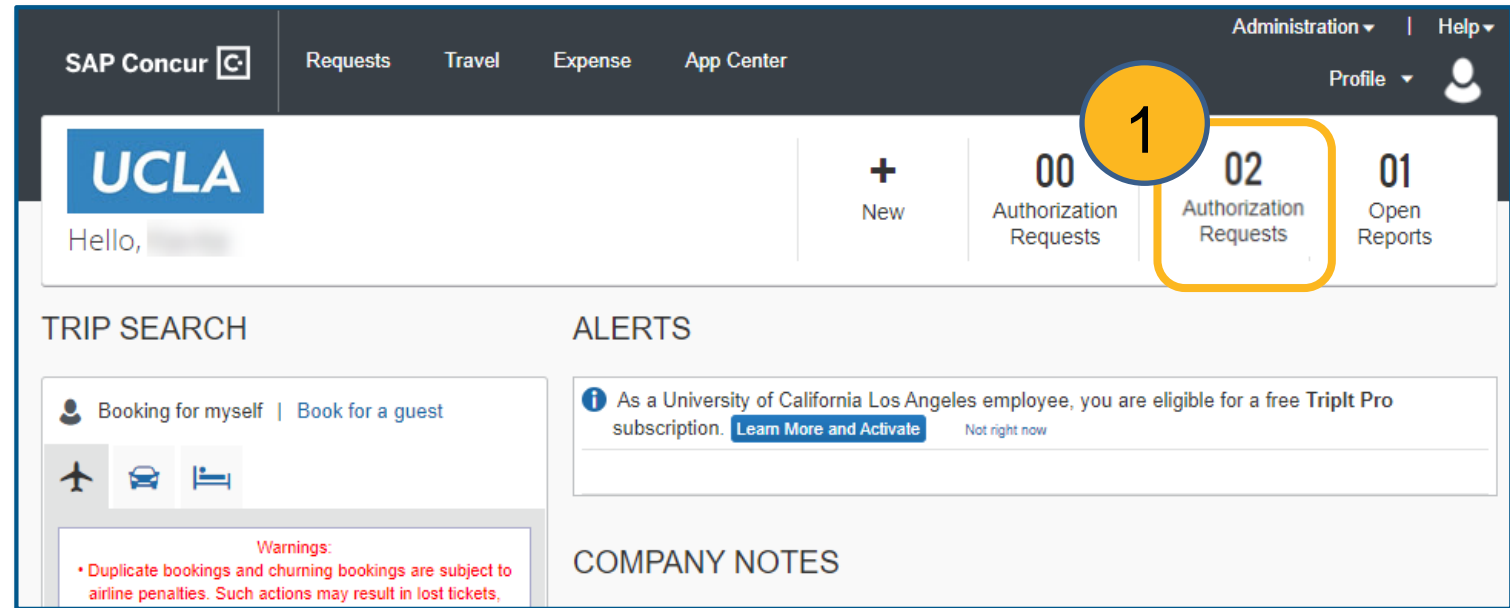 Administration | Help
SAP Concur C Requests Travel Expense App Center
Profile
1
UCLA
Hello,
+
New
00
Authorization
Requests
02
Authorization
Requests
01
Open
Reports
TRIP SEARCH
Booking for myself | Book for a guest
Warnings:
• Duplicate bookings and churning bookings are subject to
airline penalties. Such actions may result in lost tickets,
ALERTS
As a University of California Los Angeles employee, you are eligible for a free TripIt Pro
subscription. Learn More and Activate Not right now
COMPANY NOTES